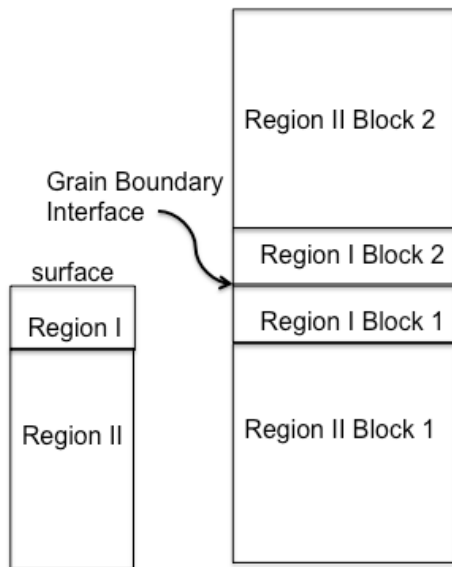 Region II Block 2
Grain Boundary
Interface
Region I Block 2
surface
Region I
Region I Block 1
Region II
Region II Block 1